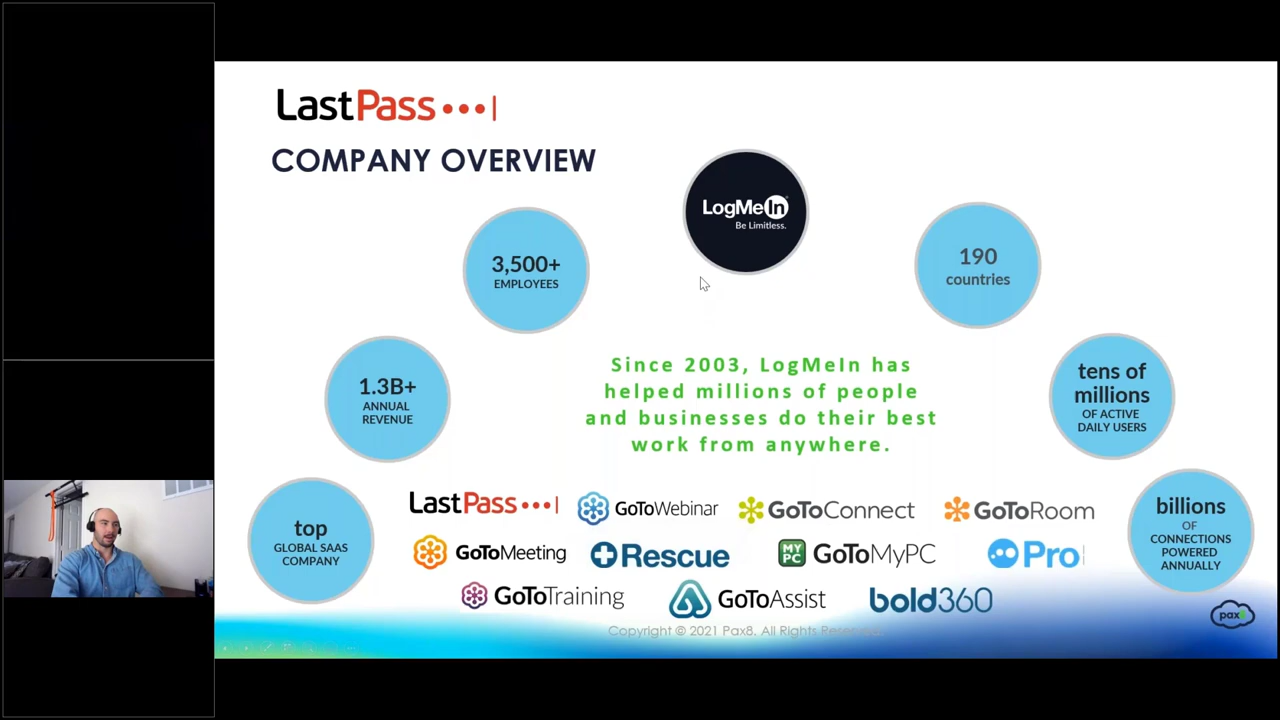 LastPass
COMPANY OVERVIEW
LogMeIn
Be Limitless.
3,500+
EMPLOYEES
190
countries
1.3B+
ANNUAL
REVENUE
Since 2003, LogMeIn has
helped millions of people
and businesses do their best
work from anywhere.
tens of
millions
OF ACTIVE
DAILY USERS
top
GLOBAL SAAS
COMPANY
LastPass
GoToWebinar
GoToConnect
GoToRoom
GoToMeeting
Rescue
MY
PC
GoToMyPC
Pro
GoToTraining
GoToAssist
bold360
billions
OF
CONNECTIONS
POWERED
ANNUALLY
pax8
Copyright © 2021 Pax8. All Rights Reserved